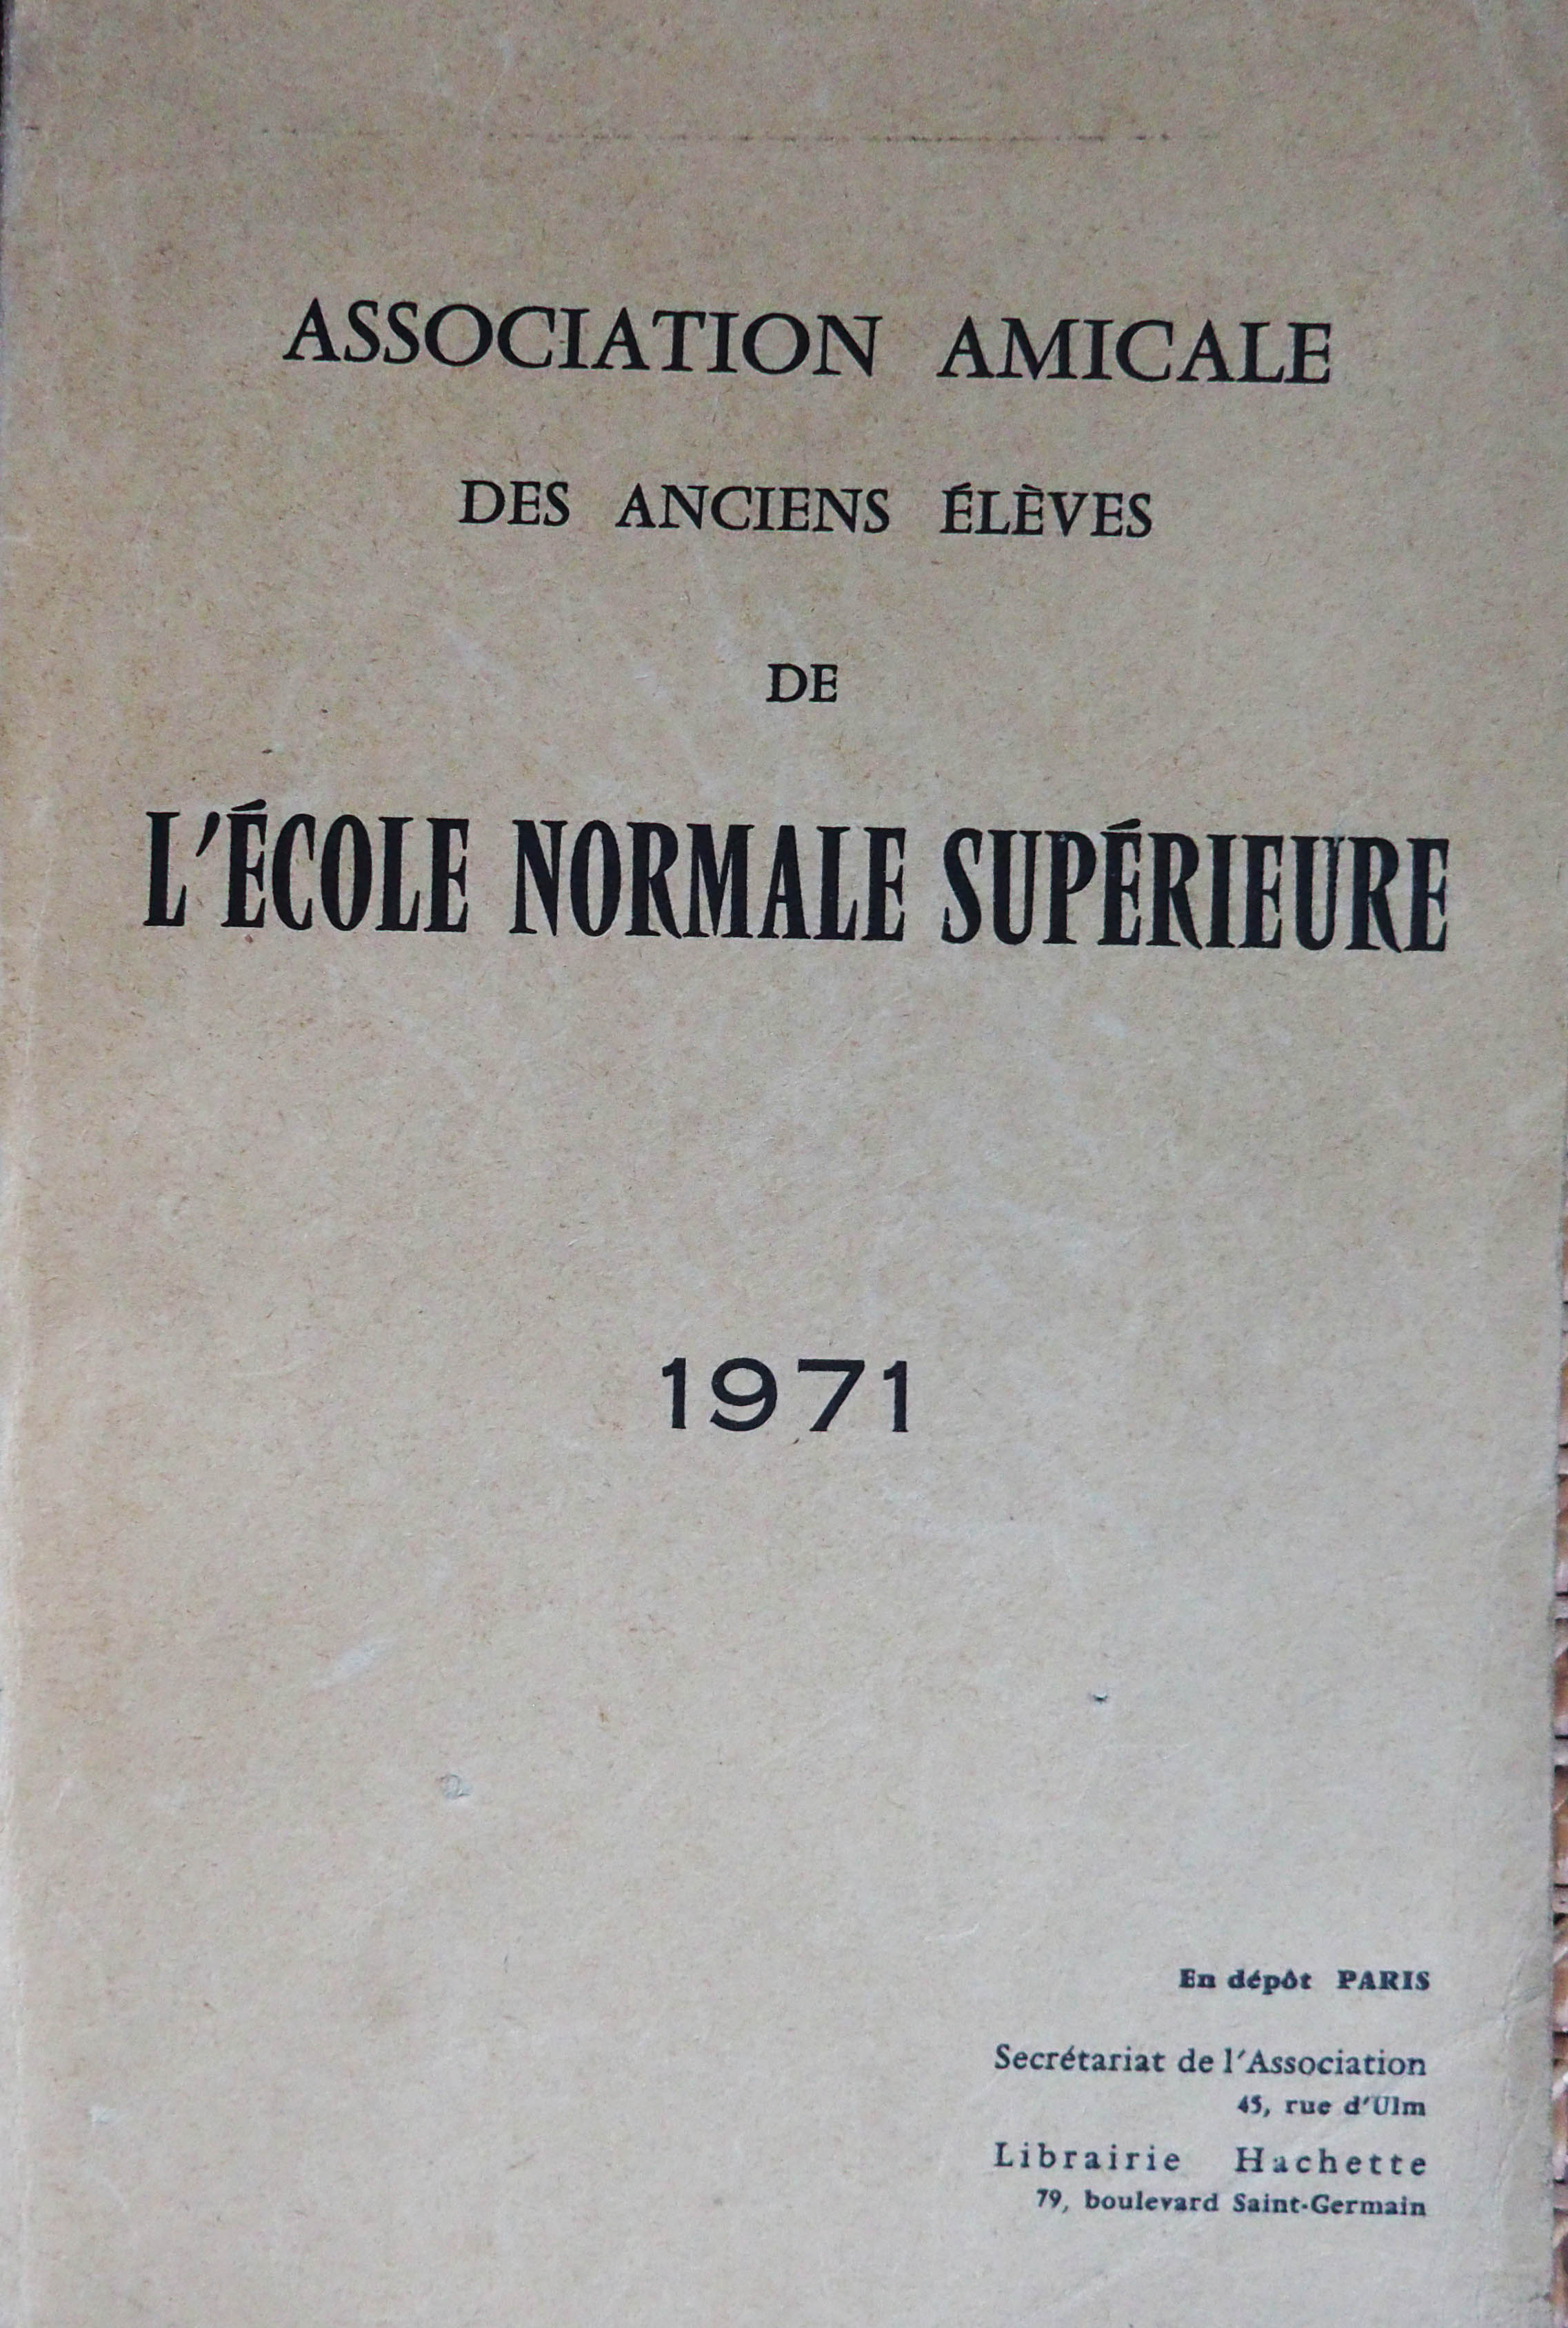 ASSOCIATION AMICALE
DES ANCIENS ÉLÈVES
DE
L'ÉCOLE NORMALE SUPÉRIEURE
1971
En dépôt PARIS
Secrétariat de l'Association
45, rue d'Ulm
Librairie Hachette
79, boulevard Saint-Germain